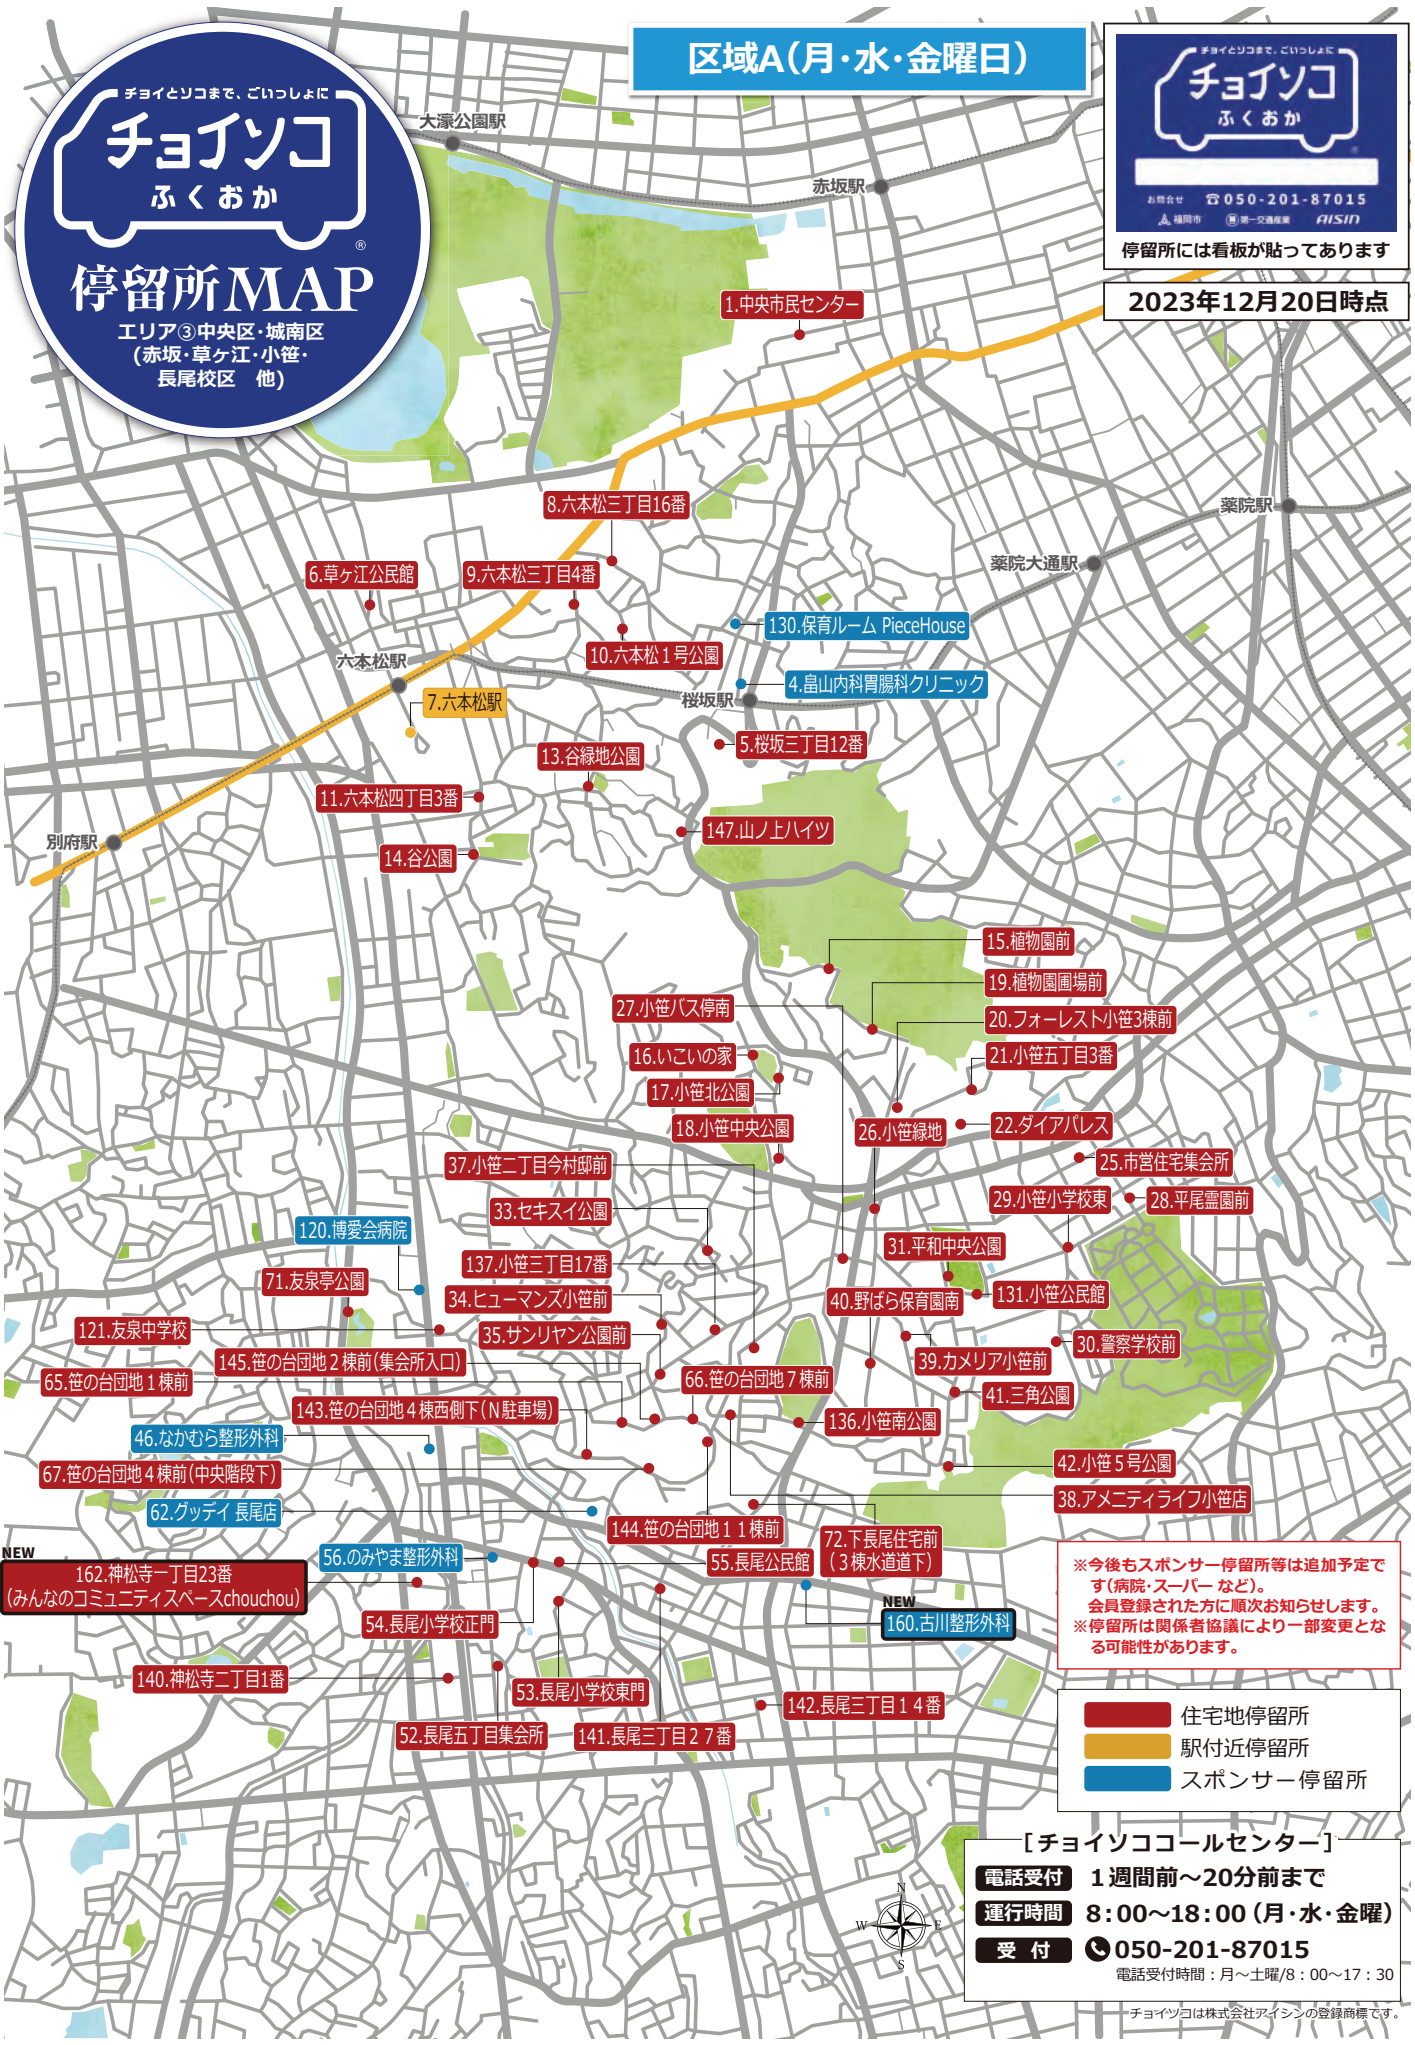 チョイとソコまで、ごいっしょに
チョイソコ
ふくおか
®
停留所MAP
エリア③中央区・城南区
(赤坂・草ヶ江・小笹・
長尾校区　他)
区域A(月・水・金曜日)
チョイとソコまで、ごいっしょに
チョイソコ
ふくおか
お問合せ ☎050-201-87015
福岡市 第一交通産業 AISIN
停留所には看板が貼ってあります
2023年12月20日時点
大濠公園駅
赤坂駅
1.中央市民センター
8.六本松三丁目16番
薬院駅
薬院大通駅
6.草ヶ江公民館
9.六本松三丁目4番
130.保育ルーム PieceHouse
10.六本松1号公園
六本松駅
4.畠山内科胃腸科クリニック
7.六本松駅
桜坂駅
5.桜坂三丁目12番
13.谷緑地公園
11.六本松四丁目3番
147.山ノ上ハイツ
別府駅
14.谷公園
15.植物園前
19.植物園圃場前
27.小笹バス停南
20.フォーレスト小笹3棟前
16.いこいの家
21.小笹五丁目3番
17.小笹北公園
18.小笹中央公園
26.小笹緑地
22.ダイアパレス
37.小笹二丁目今村邸前
25.市営住宅集会所
33.セキスイ公園
29.小笹小学校東
28.平尾霊園前
120.博愛会病院
31.平和中央公園
137.小笹三丁目17番
71.友泉亭公園
34.ヒューマンズ小笹前
40.野ばら保育園南
131.小笹公民館
121.友泉中学校
35.サンリヤン公園前
30.警察学校前
145.笹の台団地2棟前(集会所入口)
39.カメリア小笹前
65.笹の台団地1棟前
66.笹の台団地7棟前
41.三角公園
143.笹の台団地4棟西側下(N駐車場)
136.小笹南公園
46.なかむら整形外科
67.笹の台団地4棟前(中央階段下)
42.小笹5号公園
38.アメニティライフ小笹店
62.グッデイ 長尾店
144.笹の台団地11棟前
72.下長尾住宅前
(3棟水道道下)
NEW
162.神松寺一丁目23番
(みんなのコミュニティスペースchouchou)
56.のみやま整形外科
55.長尾公民館
NEW
160.古川整形外科
54.長尾小学校正門
140.神松寺二丁目1番
53.長尾小学校東門
142.長尾三丁目14番
52.長尾五丁目集会所
141.長尾三丁目27番
※今後もスポンサー停留所等は追加予定で
す(病院・スーパー など)。
会員登録された方に順次お知らせします。
※停留所は関係者協議により一部変更とな
る可能性があります。
住宅地停留所
駅付近停留所
スポンサー停留所
[チョイソココールセンター]
電話受付 1週間前～20分前まで
運行時間 8:00～18:00 (月・水・金曜)
受 付 050-201-87015
電話受付時間：月～土曜/8：00～17：30
チョイソコは株式会社アイシンの登録商標です。
N
W
E
S